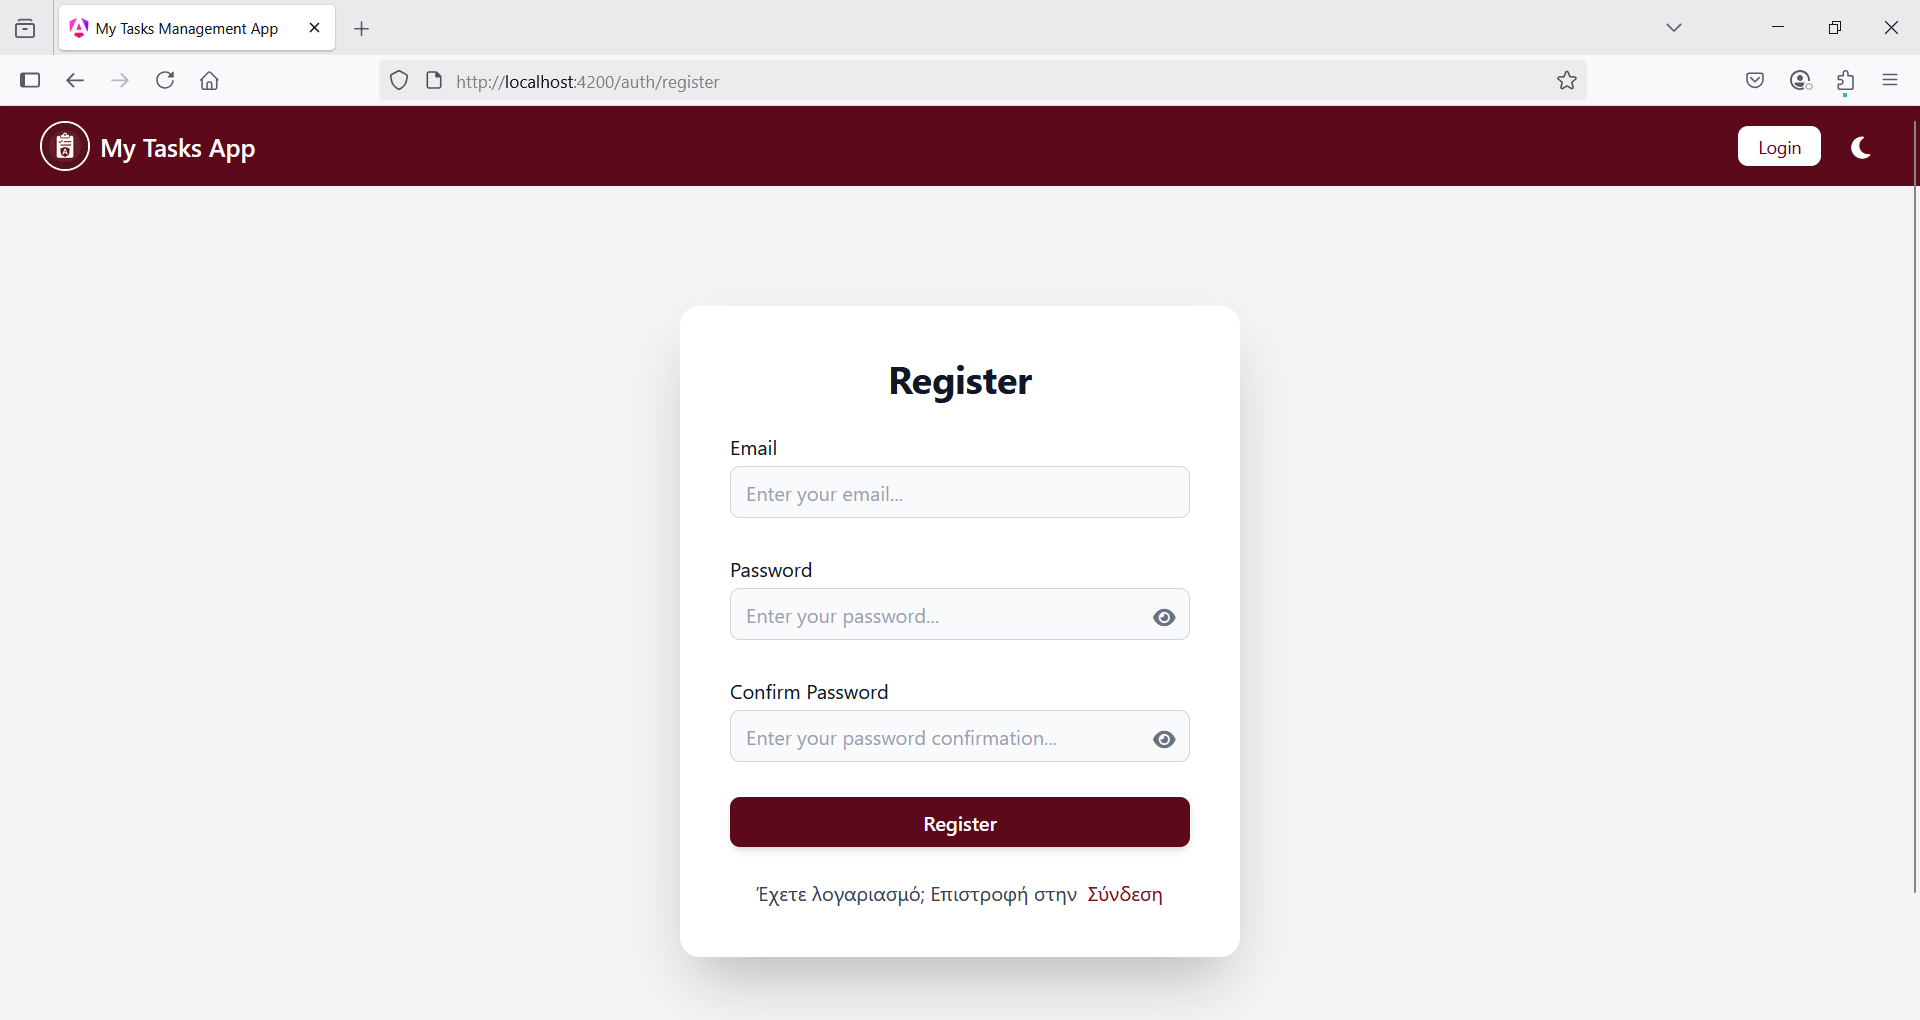 My Tasks Management App
http://localhost:4200/auth/register
My Tasks App
Login
Register
Email
Enter your email...
Password
Enter your password...
Confirm Password
Enter your password confirmation...
Register
Έχετε λογαριασμό; Επιστροφή στην Σύνδεση